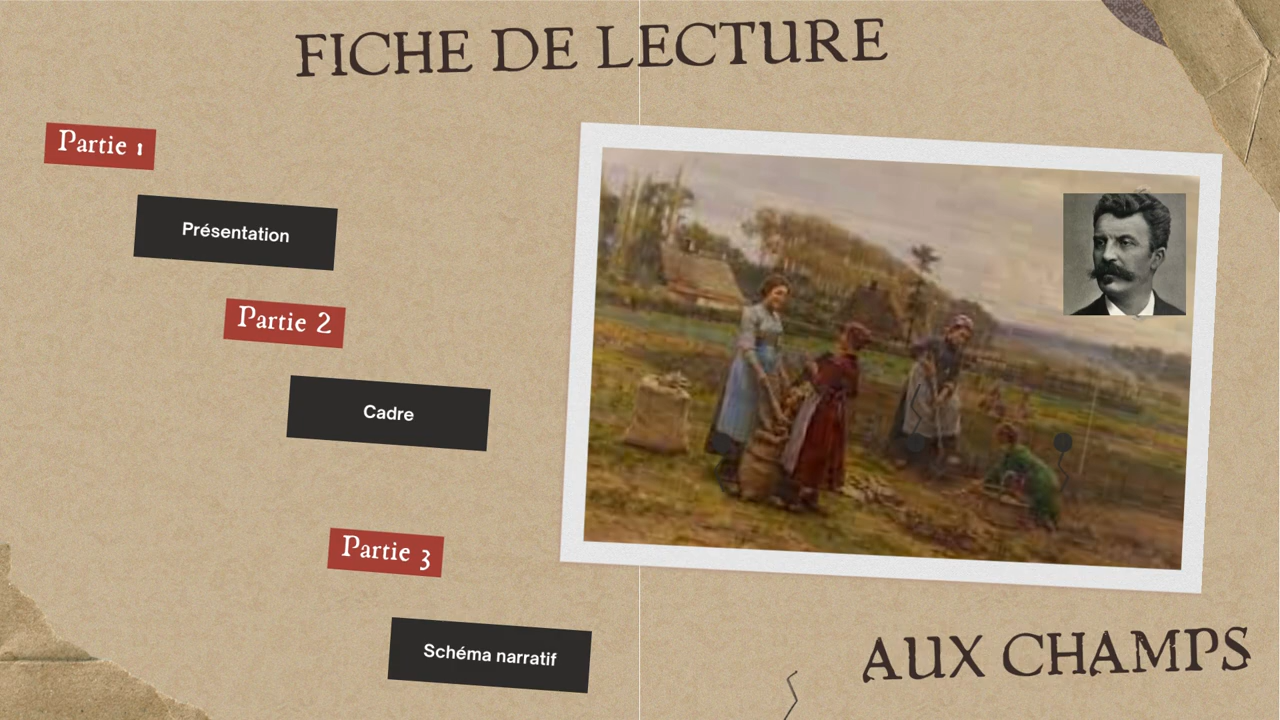 FICHE DE LECTURE
Partie 1
Présentation
Partie 2
Cadre
Partie 3
Schéma narratif
AUX CHAMPS